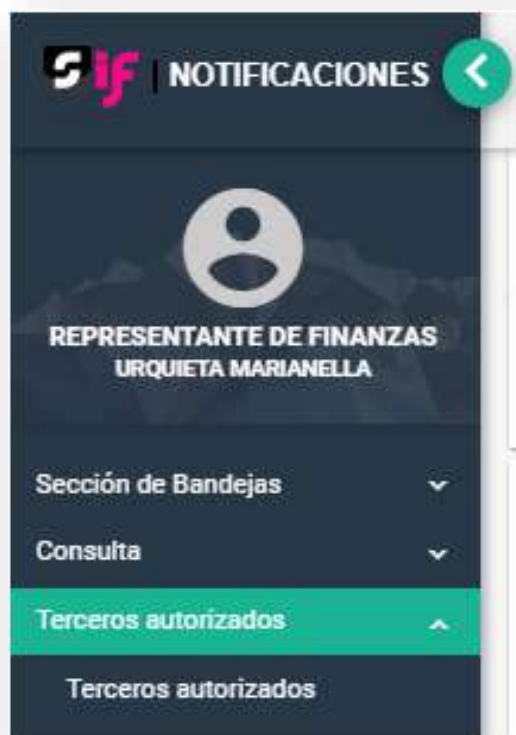 sif | NOTIFICACIONES
REPRESENTANTE DE FINANZAS
URQUIETA MARIANELLA
Sección de Bandejas
Consulta
Terceros autorizados
Terceros autorizados